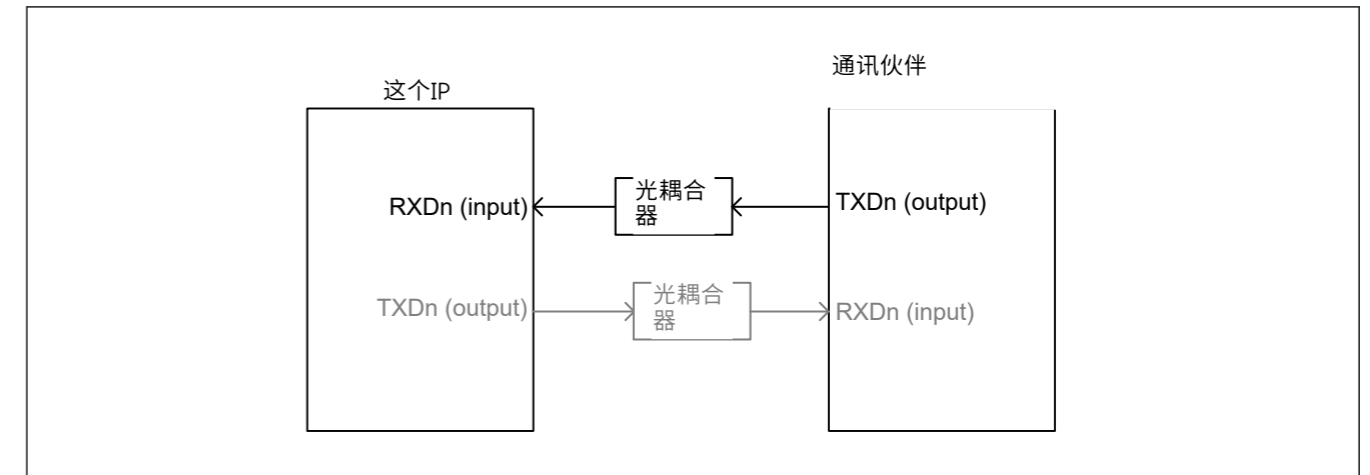 这个IP
通讯伙伴
RXDn (input)
光耦合
器
TXDn (output)
TXDn (output)
光耦合
器
RXDn (input)